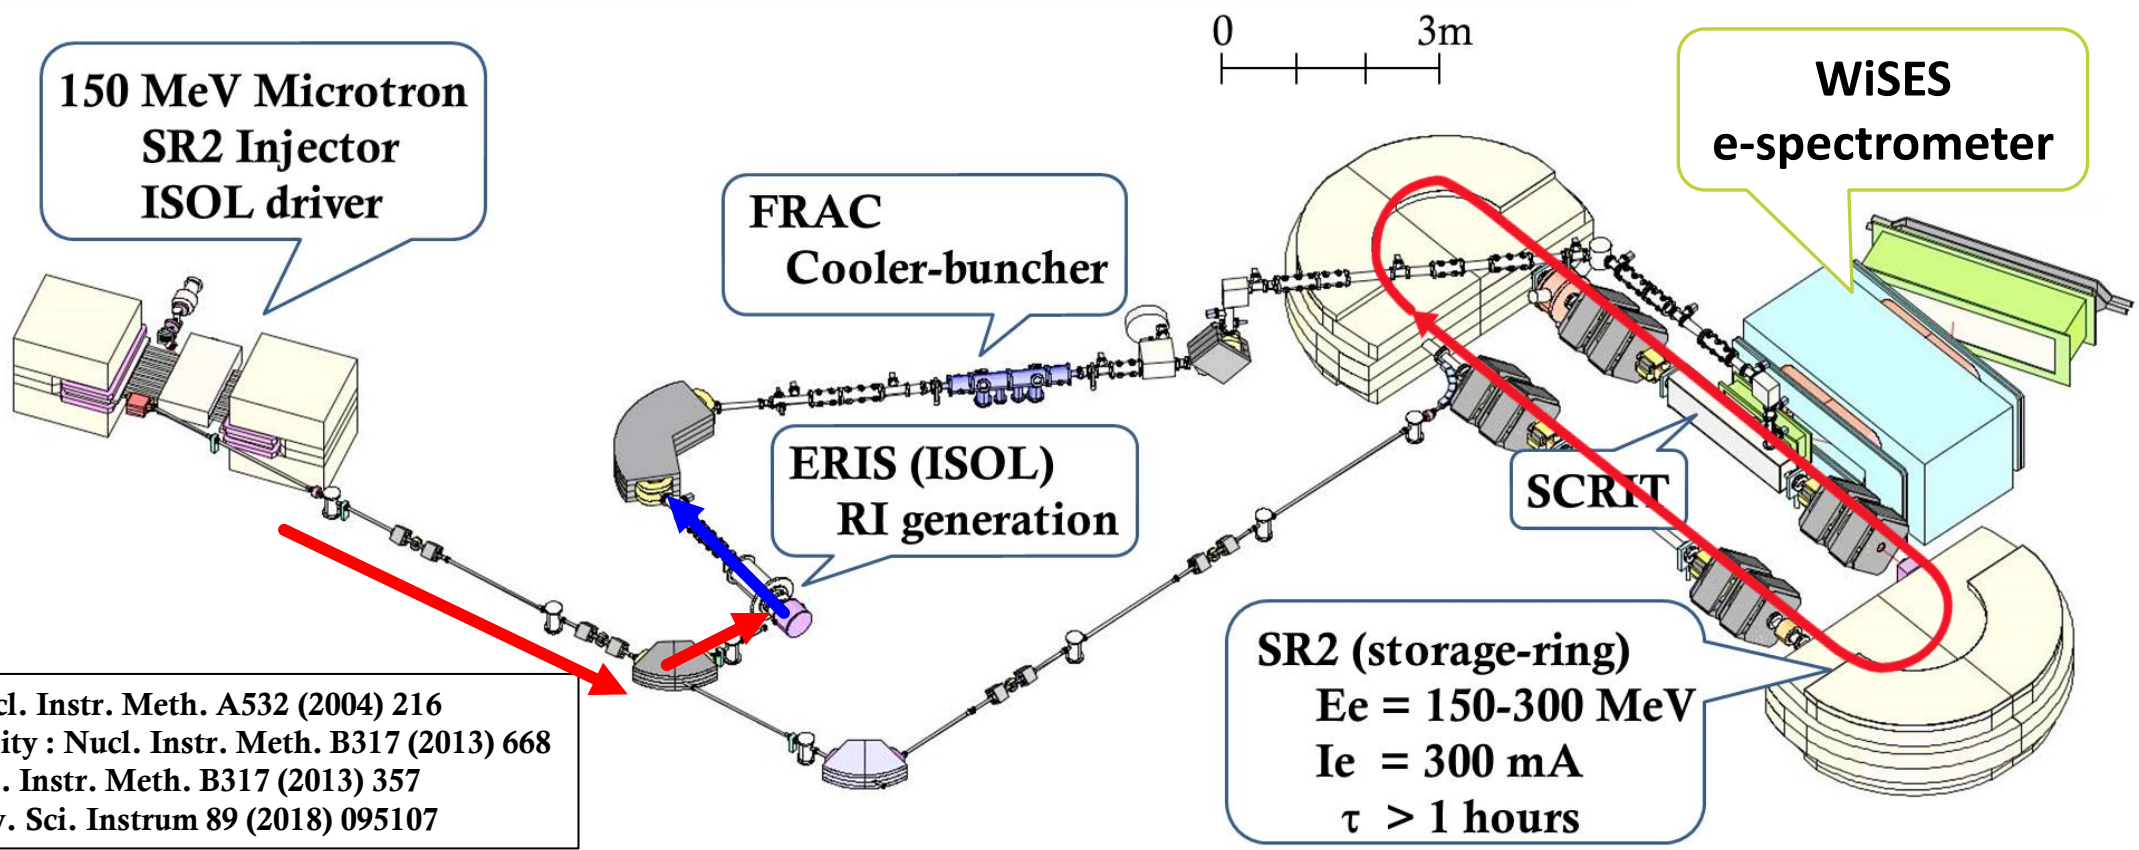 0 3m
WiSES
e-spectrometer
150 MeV Microtron
SR2 Injector
ISOL driver
FRAC
Cooler-buncher
ERIS (ISOL)
RI generation
SCRIT
SR2 (storage-ring)
Ee = 150-300 MeV
Ie = 300 mA
τ > 1 hours
cl. Instr. Meth. A532 (2004) 216
ity : Nucl. Instr. Meth. B317 (2013) 668
. Instr. Meth. B317 (2013) 357
. Sci. Instrum 89 (2018) 095107